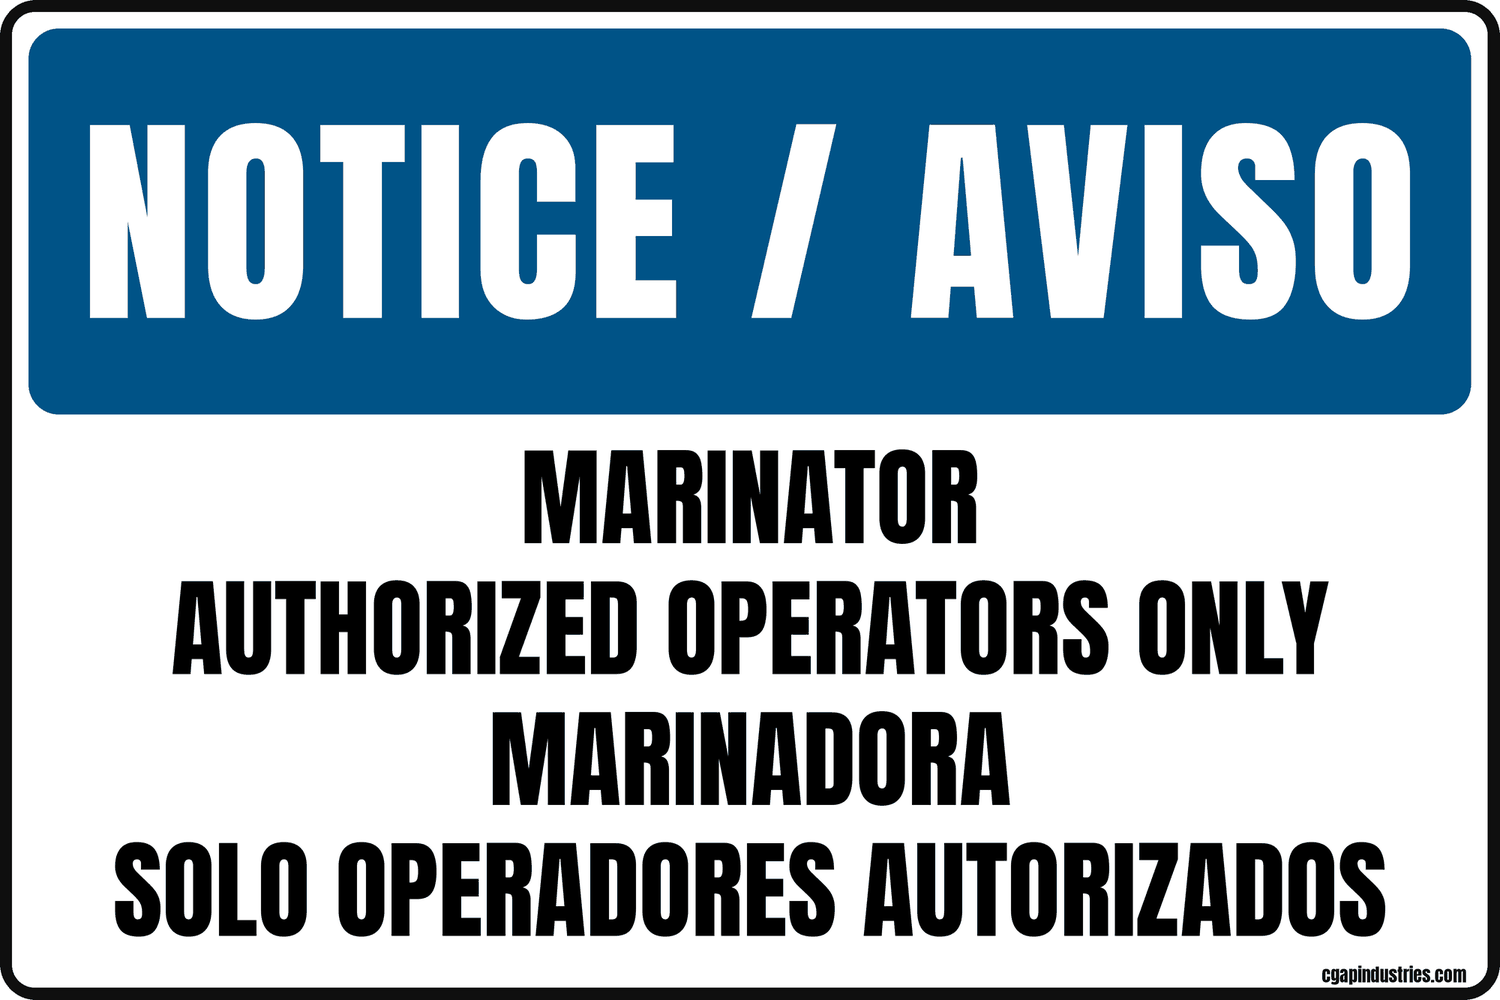 NOTICE / AVISO
MARINATOR
AUTHORIZED OPERATORS ONLY
MARINADORA
SOLO OPERADORES AUTORIZADOS
cgapindustries.com